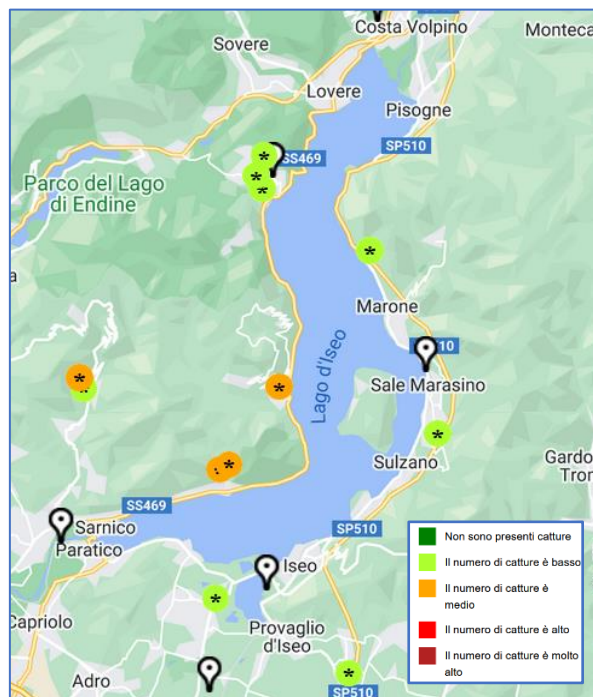 Costa Volpino
Monteca
Sovere
Lovere
Pisogne
SS469
SP510
Parco del Lago
di Endine
a
Marone
10
Lago d'Iseo
Sale Marasino
Sulzano
Gardo
Tron
SS469
Sarnico
Paratico
SP510
Iseo
Capriolo
Provaglio
d'Iseo
Adro
SP510
Non sono presenti catture
Il numero di catture è basso
Il numero di catture è
medio
Il numero di catture è alto
Il numero di catture è molto
alto